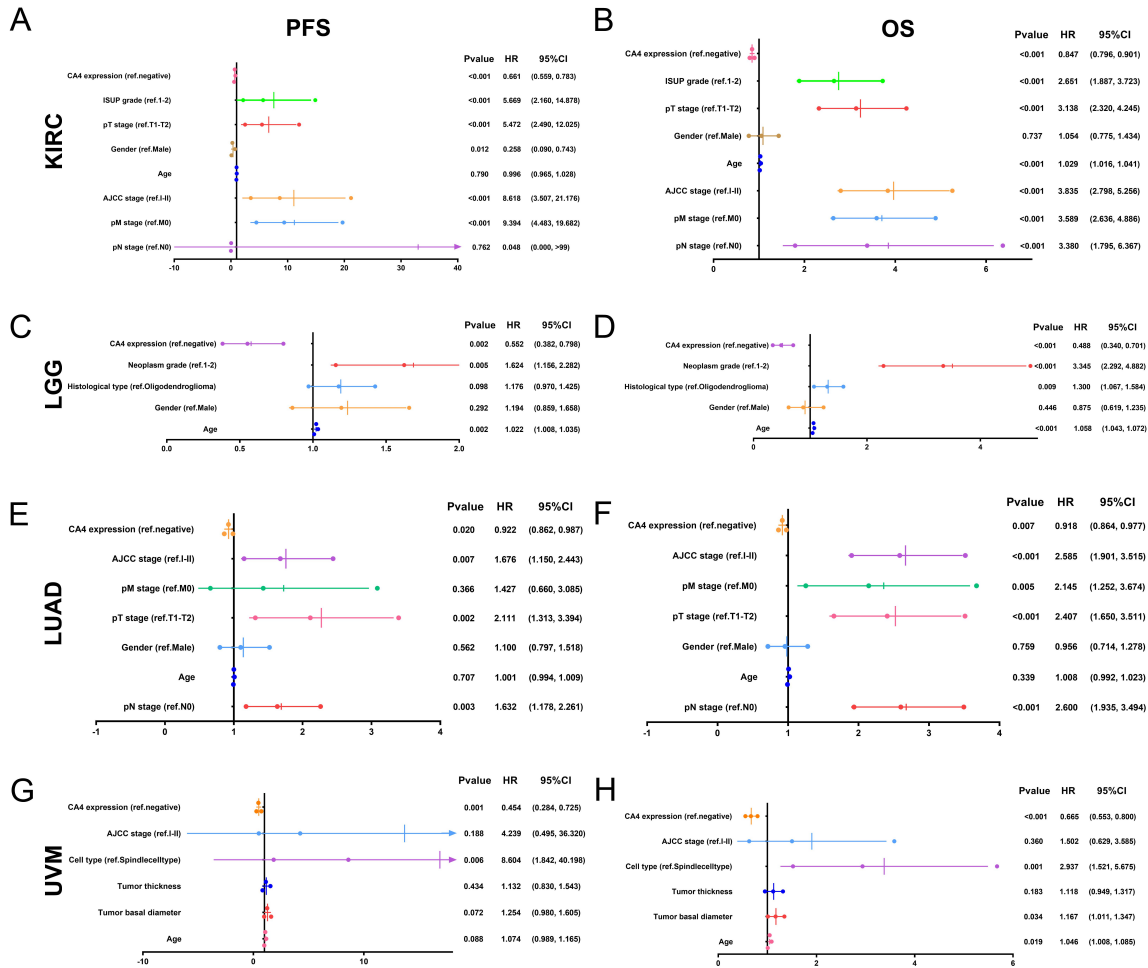 A
PFS
Pvalue HR 95%CI
KIRC
CA4 expression (ref.negative) <0.001 0.661 (0.559, 0.783)
ISUP grade (ref.1-2) <0.001 5.669 (2.160, 14.878)
pT stage (ref.T1-T2) <0.001 5.472 (2.490, 12.025)
Gender (ref.Male) 0.012 0.258 (0.090, 0.743)
Age 0.790 0.996 (0.965, 1.028)
AJCC stage (ref.I-II) <0.001 8.618 (3.507, 21.176)
pM stage (ref.M0) <0.001 9.394 (4.483, 19.682)
pN stage (ref.N0) 0.762 0.048 (0.000, >99)
-10 0 10 20 30 40
B
OS
Pvalue HR 95%CI
CA4 expression (ref.negative) <0.001 0.847 (0.796, 0.901)
ISUP grade (ref.1-2) <0.001 2.651 (1.887, 3.723)
pT stage (ref.T1-T2) <0.001 3.138 (2.320, 4.245)
Gender (ref.Male) 0.737 1.054 (0.775, 1.434)
Age <0.001 1.029 (1.016, 1.041)
AJCC stage (ref.I-II) <0.001 3.835 (2.798, 5.256)
pM stage (ref.M0) <0.001 3.589 (2.636, 4.886)
pN stage (ref.N0) <0.001 3.380 (1.795, 6.367)
0 2 4 6
C
Pvalue HR 95%CI
LGG
CA4 expression (ref.negative) 0.002 0.552 (0.382, 0.798)
Neoplasm grade (ref.1-2) 0.005 1.624 (1.156, 2.282)
Histological type (ref.Oligodendroglioma) 0.098 1.176 (0.970, 1.425)
Gender (ref.Male) 0.292 1.194 (0.859, 1.658)
Age 0.002 1.022 (1.008, 1.035)
0.0 0.5 1.0 1.5 2.0
D
Pvalue HR 95%CI
CA4 expression (ref.negative) <0.001 0.488 (0.340, 0.701)
Neoplasm grade (ref.1-2) <0.001 3.345 (2.292, 4.882)
Histological type (ref.Oligodendroglioma) 0.009 1.300 (1.067, 1.584)
Gender (ref.Male) 0.446 0.875 (0.619, 1.235)
Age <0.001 1.058 (1.043, 1.072)
0 2 4
E
Pvalue HR 95%CI
LUAD
CA4 expression (ref.negative) 0.020 0.922 (0.862, 0.987)
AJCC stage (ref.I-II) 0.007 1.676 (1.150, 2.443)
pM stage (ref.M0) 0.366 1.427 (0.660, 3.085)
pT stage (ref.T1-T2) 0.002 2.111 (1.313, 3.394)
Gender (ref.Male) 0.562 1.100 (0.797, 1.518)
Age 0.707 1.001 (0.994, 1.009)
pN stage (ref.N0) 0.003 1.632 (1.178, 2.261)
-1 0 1 2 3 4
F
Pvalue HR 95%CI
CA4 expression (ref.negative) 0.007 0.918 (0.864, 0.977)
AJCC stage (ref.I-II) <0.001 2.585 (1.901, 3.515)
pM stage (ref.M0) 0.005 2.145 (1.252, 3.674)
pT stage (ref.T1-T2) <0.001 2.407 (1.650, 3.511)
Gender (ref.Male) 0.759 0.956 (0.714, 1.278)
Age 0.339 1.008 (0.992, 1.023)
pN stage (ref.N0) <0.001 2.600 (1.935, 3.494)
-1 0 1 2 3 4
G
Pvalue HR 95%CI
UVM
CA4 expression (ref.negative) 0.001 0.454 (0.284, 0.725)
AJCC stage (ref.I-II) 0.188 4.239 (0.495, 36.320)
Cell type (ref.Spindlecelltype) 0.006 8.604 (1.842, 40.198)
Tumor thickness 0.434 1.132 (0.830, 1.543)
Tumor basal diameter 0.072 1.254 (0.980, 1.605)
Age 0.088 1.074 (0.989, 1.165)
-10 0 10
H
Pvalue HR 95%CI
CA4 expression (ref.negative) <0.001 0.665 (0.553, 0.800)
AJCC stage (ref.I-II) 0.360 1.502 (0.629, 3.585)
Cell type (ref.Spindlecelltype) 0.001 2.937 (1.521, 5.675)
Tumor thickness 0.183 1.118 (0.949, 1.317)
Tumor basal diameter 0.034 1.167 (1.011, 1.347)
Age 0.019 1.046 (1.008, 1.085)
0 2 4 6